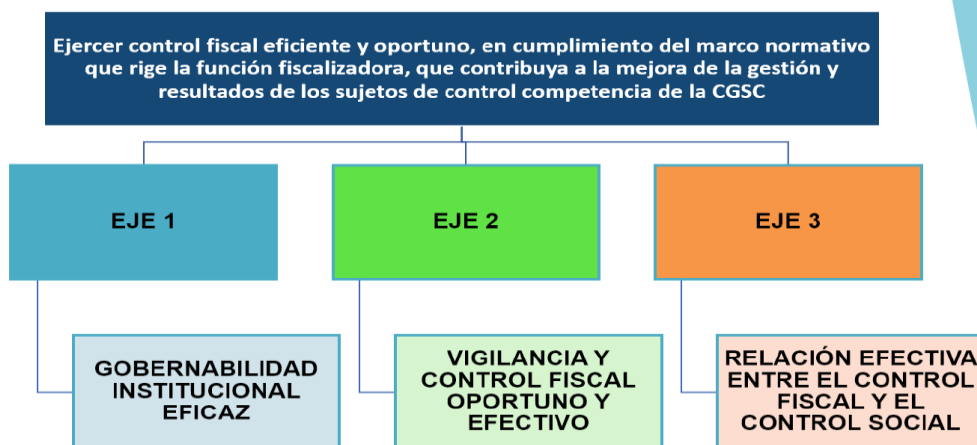 Ejercer control fiscal eficiente y oportuno, en cumplimiento del marco normativo
que rige la función fiscalizadora, que contribuya a la mejora de la gestión y
resultados de los sujetos de control competencia de la CGSC
EJE 1
EJE 2
EJE 3
GOBERNABILIDAD
INSTITUCIONAL
EFICAZ
VIGILANCIA Y
CONTROL FISCAL
OPORTUNO Y
EFECTIVO
RELACIÓN EFECTIVA
ENTRE EL CONTROL
FISCAL Y EL
CONTROL SOCIAL